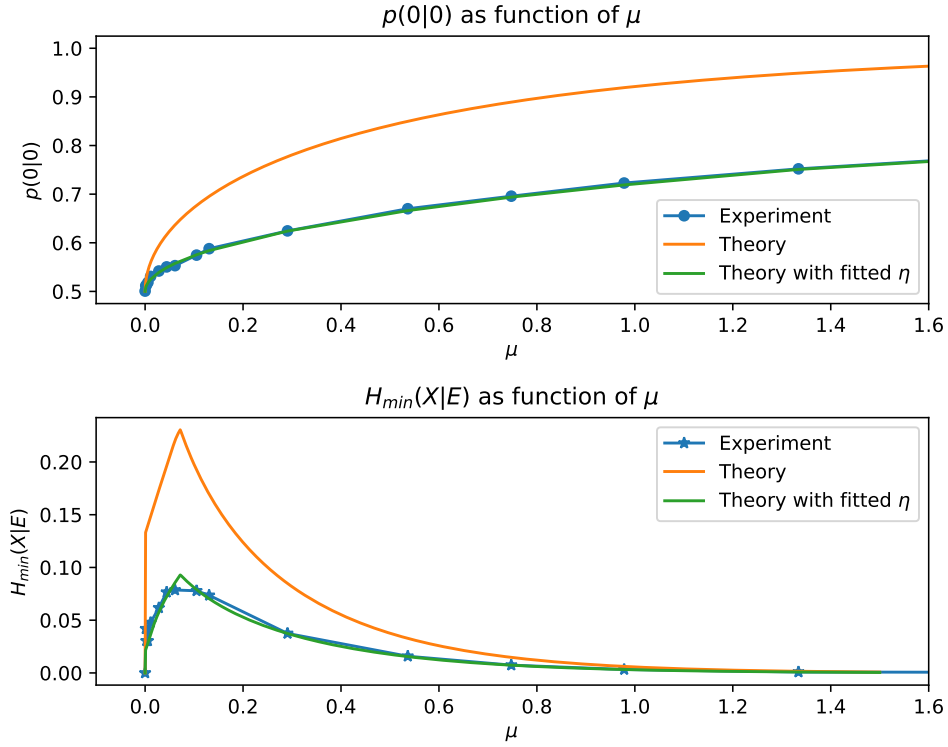 p(0|0) as function of μ
1.0
0.9
0.8
0.7
0.6
0.5
p(0|0)
Experiment
Theory
Theory with fitted η
0.0 0.2 0.4 0.6 0.8 1.0 1.2 1.4 1.6
μ
H_{min}(X|E) as function of μ
0.20
0.15
0.10
0.05
0.00
H_{min}(X|E)
Experiment
Theory
Theory with fitted η
0.0 0.2 0.4 0.6 0.8 1.0 1.2 1.4 1.6
μ